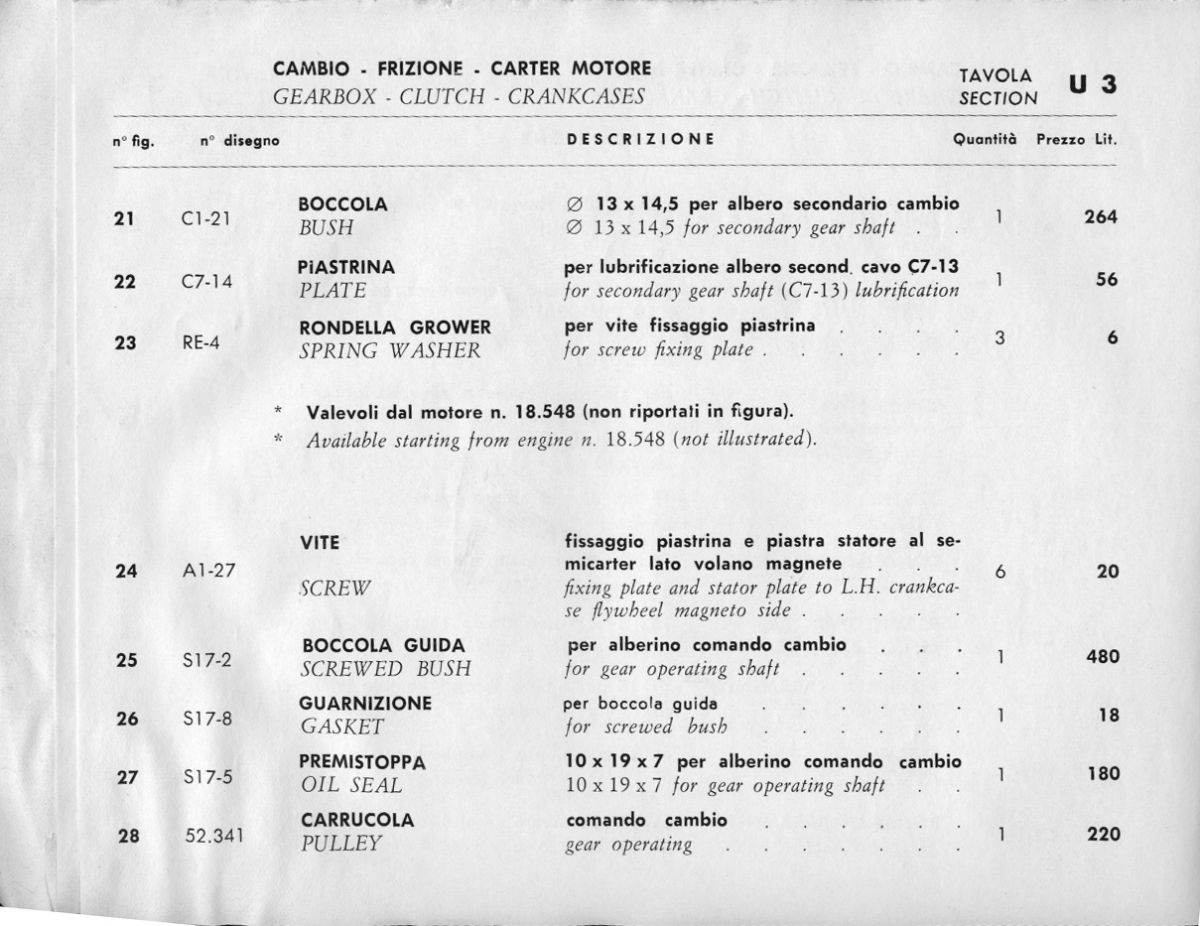 CAMBIO - FRIZIONE - CARTER MOTORE
GEARBOX - CLUTCH - CRANKCASES
TAVOLA
SECTION
U 3
n° fig. n° disegno DESCRIZIONE Quantità Prezzo Lit.
21 C1-21 BOCCOLA ∅ 13 x 14,5 per albero secondario cambio 1 264
BUSH ∅ 13 x 14,5 for secondary gear shaft . .
22 C7-14 PiASTRINA per lubrificazione albero second. cavo C7-13 1 56
PLATE for secondary gear shaft (C7-13) lubrification
23 RE-4 RONDELLA GROWER per vite fissaggio piastrina . . . . 3 6
SPRING WASHER for screw fixing plate . . . . . .
* Valevoli dal motore n. 18.548 (non riportati in figura).
* Available starting from engine n. 18.548 (not illustrated).
VITE fissaggio piastrina e piastra statore al se-
micarter lato volano magnete . . .
24 A1-27 6 20
SCREW fixing plate and stator plate to L.H. crankca-
se flywheel magneto side . . . . .
25 S17-2 BOCCOLA GUIDA per alberino comando cambio . . . 1 480
SCREWED BUSH for gear operating shaft . . . . .
26 S17-8 GUARNIZIONE per boccola guida . . . . . . 1 18
GASKET for screwed bush . . . . . .
27 S17-5 PREMISTOPPA 10 x 19 x 7 per alberino comando cambio 1 180
OIL SEAL 10 x 19 x 7 for gear operating shaft . .
28 52.341 CARRUCOLA comando cambio . . . . . . 1 220
PULLEY gear operating . . . . . . .